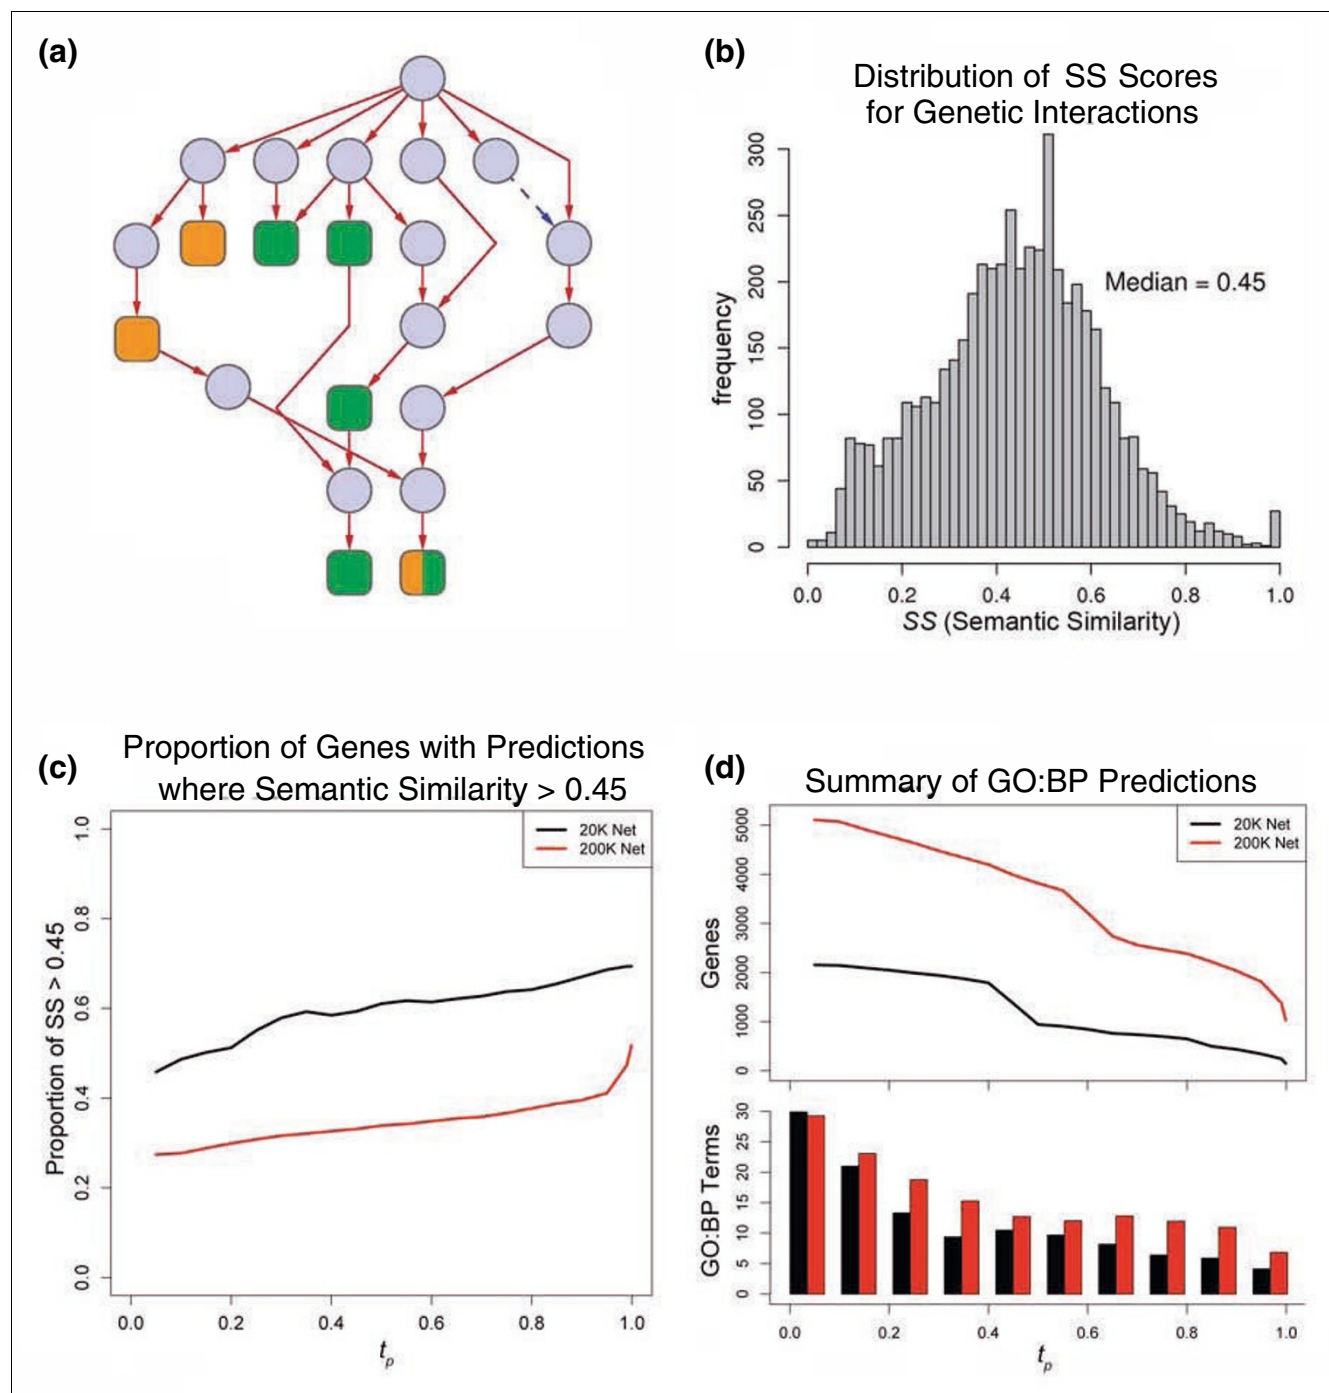 (a)
(b)
Distribution of SS Scores
for Genetic Interactions
300
250
200
150
100
50
0
frequency
Median = 0.45
0.0 0.2 0.4 0.6 0.8 1.0
SS (Semantic Similarity)
(c)
Proportion of Genes with Predictions
where Semantic Similarity > 0.45
20K Net
200K Net
1.0
0.8
0.6
0.4
0.2
0.0
Proportion of SS > 0.45
0.0 0.2 0.4 0.6 0.8 1.0
tp
(d)
Summary of GO:BP Predictions
20K Net
200K Net
5000
4000
3000
2000
1000
0
Genes
30
25
20
15
10
5
0
GO:BP Terms
0.0 0.2 0.4 0.6 0.8 1.0
tp